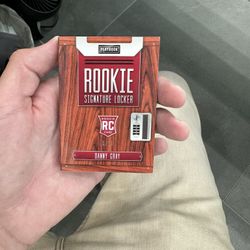 PLAYBOOK
ROOKIE
SIGNATURE LOCKER
RC
DANNY GRAY